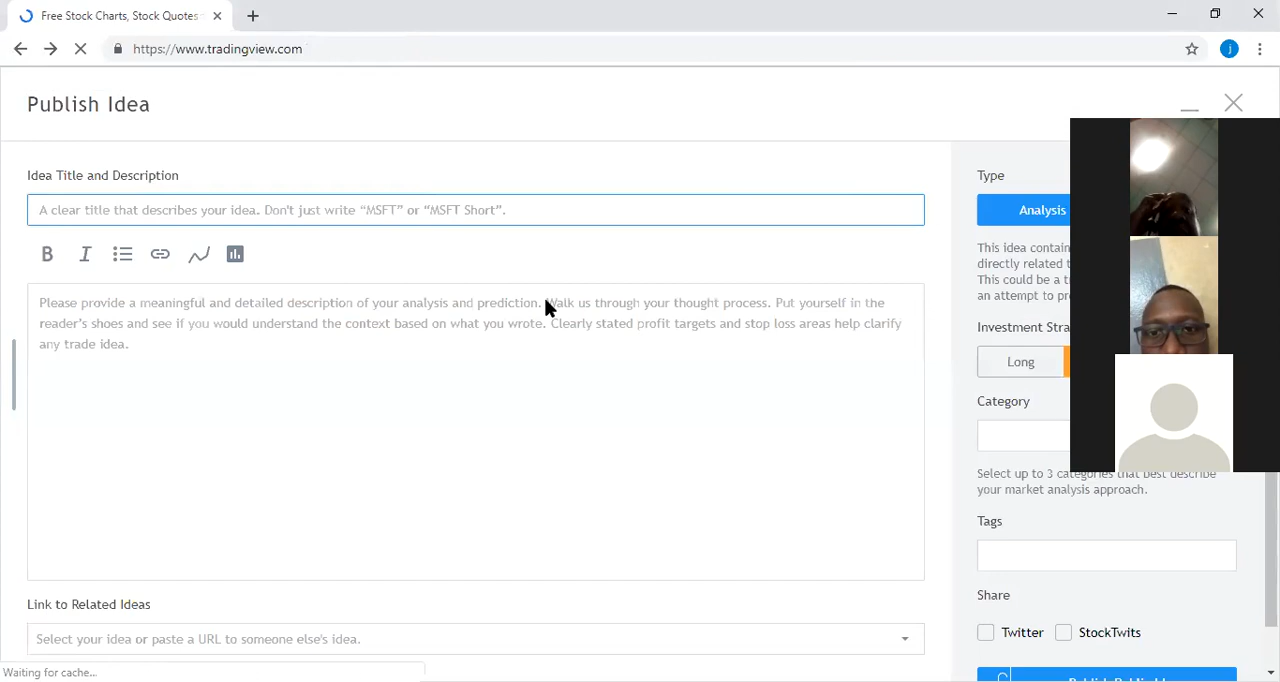 Free Stock Charts, Stock Quotes
https://www.tradingview.com
j
Publish Idea
Idea Title and Description
A clear title that describes your idea. Don't just write “MSFT” or “MSFT Short”.
B I
Please provide a meaningful and detailed description of your analysis and prediction. Walk us through your thought process. Put yourself in the
reader's shoes and see if you would understand the context based on what you wrote. Clearly stated profit targets and stop loss areas help clarify
any trade idea.
Link to Related Ideas
Select your idea or paste a URL to someone else's idea.
Waiting for cache...
Type
Analysis
This idea contain
directly related t
This could be a t
an attempt to pr
Investment Stra
Long
Category
Select up to 3 categories that best describe
your market analysis approach.
Tags
Share
Twitter StockTwits